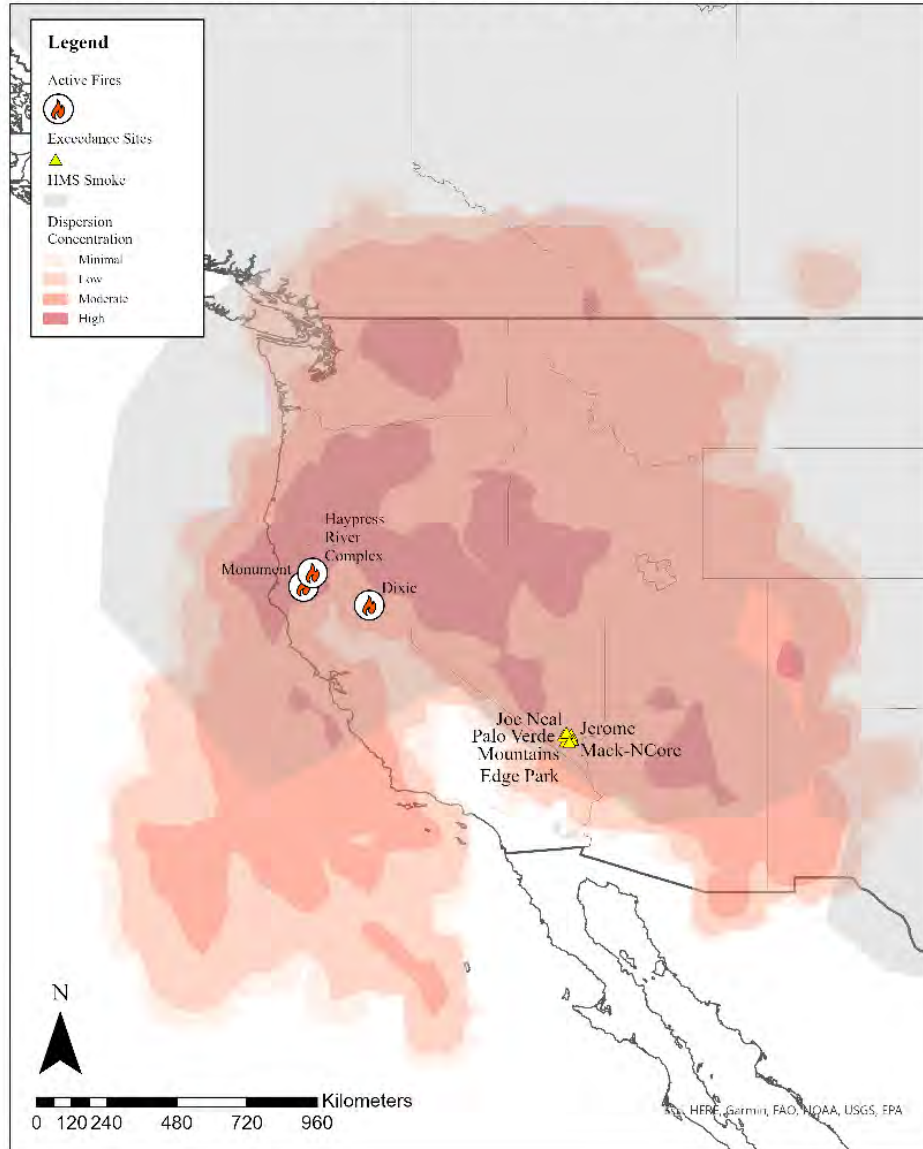 Legend
Active Fires
Exceedance Sites
HMS Smoke
Dispersion
Concentration
Minimal
Low
Moderate
High
Haypress
River
Complex
Monument
Dixie
Joe Neal
Palo Verde
Mountains
Edge Park
Jerome
Mack-NCore
N
Kilometers
0 120 240 480 720 960
HERE, Garmin, FAO, NOAA, USGS, EPA